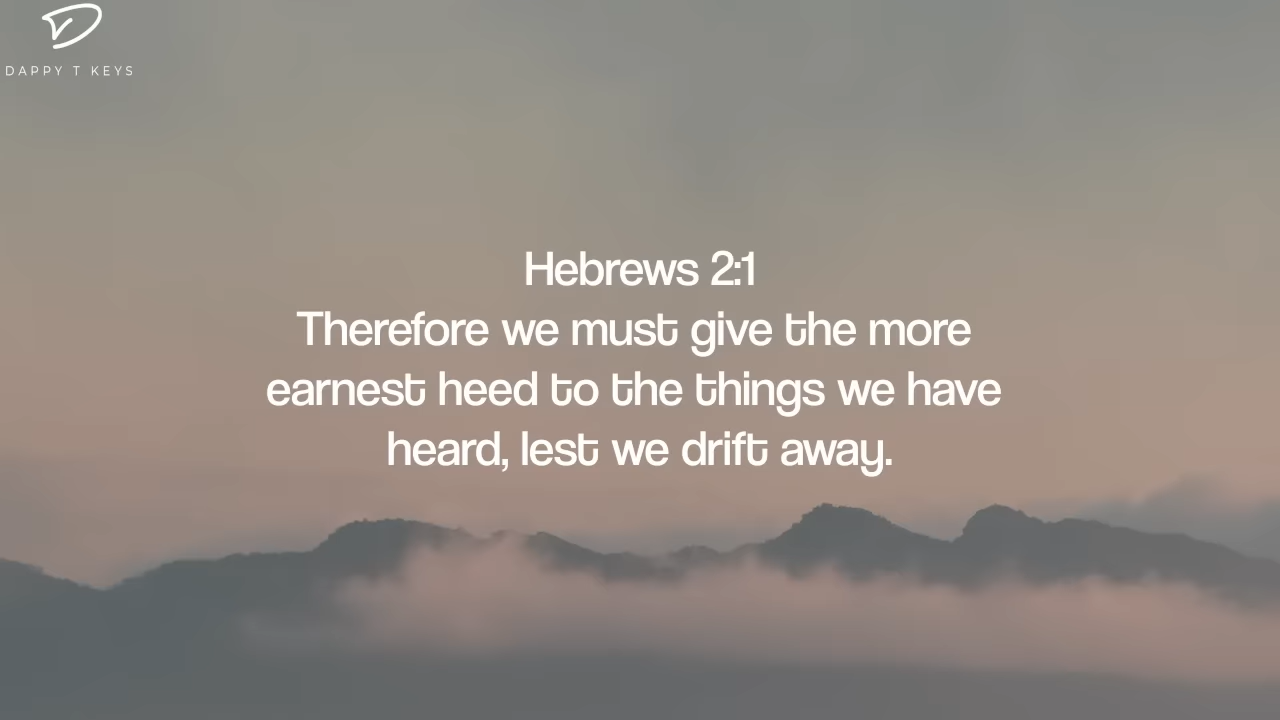 DAPPY T KEYS
Hebrews 2:1
Therefore we must give the more
earnest heed to the things we have
heard, lest we drift away.